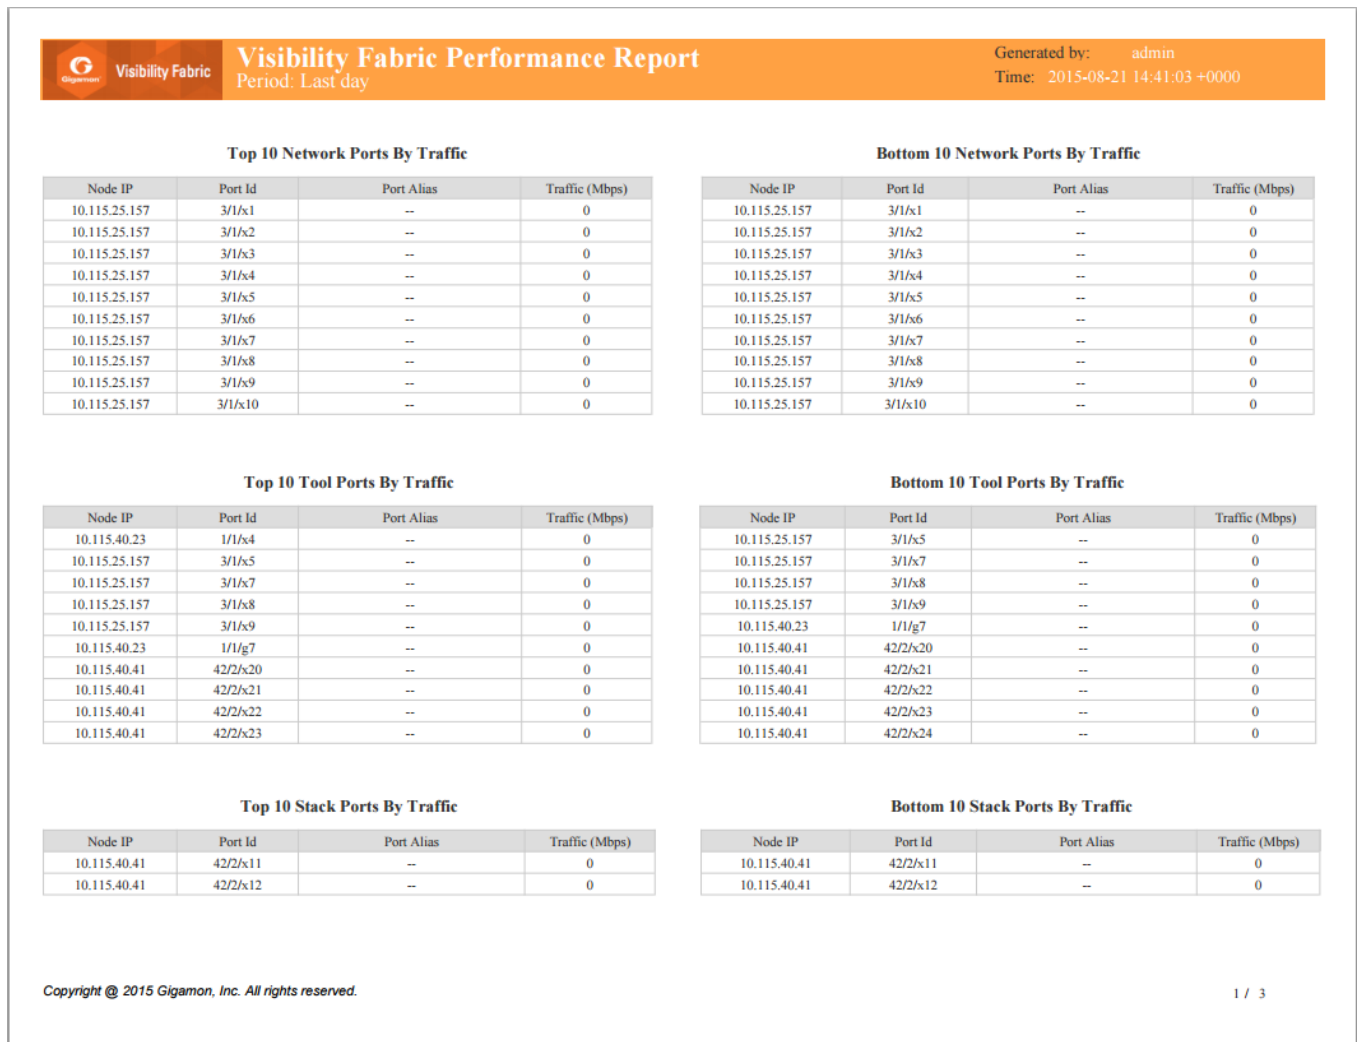 G
Gigamon
Visibility Fabric
Visibility Fabric Performance Report
Period: Last day
Generated by: admin
Time: 2015-08-21 14:41:03 +0000
Top 10 Network Ports By Traffic
Node IP Port Id Port Alias Traffic (Mbps)
10.115.25.157 3/1/x1 -- 0
10.115.25.157 3/1/x2 -- 0
10.115.25.157 3/1/x3 -- 0
10.115.25.157 3/1/x4 -- 0
10.115.25.157 3/1/x5 -- 0
10.115.25.157 3/1/x6 -- 0
10.115.25.157 3/1/x7 -- 0
10.115.25.157 3/1/x8 -- 0
10.115.25.157 3/1/x9 -- 0
10.115.25.157 3/1/x10 -- 0
Bottom 10 Network Ports By Traffic
Node IP Port Id Port Alias Traffic (Mbps)
10.115.25.157 3/1/x1 -- 0
10.115.25.157 3/1/x2 -- 0
10.115.25.157 3/1/x3 -- 0
10.115.25.157 3/1/x4 -- 0
10.115.25.157 3/1/x5 -- 0
10.115.25.157 3/1/x6 -- 0
10.115.25.157 3/1/x7 -- 0
10.115.25.157 3/1/x8 -- 0
10.115.25.157 3/1/x9 -- 0
10.115.25.157 3/1/x10 -- 0
Top 10 Tool Ports By Traffic
Node IP Port Id Port Alias Traffic (Mbps)
10.115.40.23 1/1/x4 -- 0
10.115.25.157 3/1/x5 -- 0
10.115.25.157 3/1/x7 -- 0
10.115.25.157 3/1/x8 -- 0
10.115.25.157 3/1/x9 -- 0
10.115.40.23 1/1/g7 -- 0
10.115.40.41 42/2/x20 -- 0
10.115.40.41 42/2/x21 -- 0
10.115.40.41 42/2/x22 -- 0
10.115.40.41 42/2/x23 -- 0
Bottom 10 Tool Ports By Traffic
Node IP Port Id Port Alias Traffic (Mbps)
10.115.25.157 3/1/x5 -- 0
10.115.25.157 3/1/x7 -- 0
10.115.25.157 3/1/x8 -- 0
10.115.25.157 3/1/x9 -- 0
10.115.40.23 1/1/g7 -- 0
10.115.40.41 42/2/x20 -- 0
10.115.40.41 42/2/x21 -- 0
10.115.40.41 42/2/x22 -- 0
10.115.40.41 42/2/x23 -- 0
10.115.40.41 42/2/x24 -- 0
Top 10 Stack Ports By Traffic
Node IP Port Id Port Alias Traffic (Mbps)
10.115.40.41 42/2/x11 -- 0
10.115.40.41 42/2/x12 -- 0
Bottom 10 Stack Ports By Traffic
Node IP Port Id Port Alias Traffic (Mbps)
10.115.40.41 42/2/x11 -- 0
10.115.40.41 42/2/x12 -- 0
Copyright @ 2015 Gigamon, Inc. All rights reserved.
1 / 3